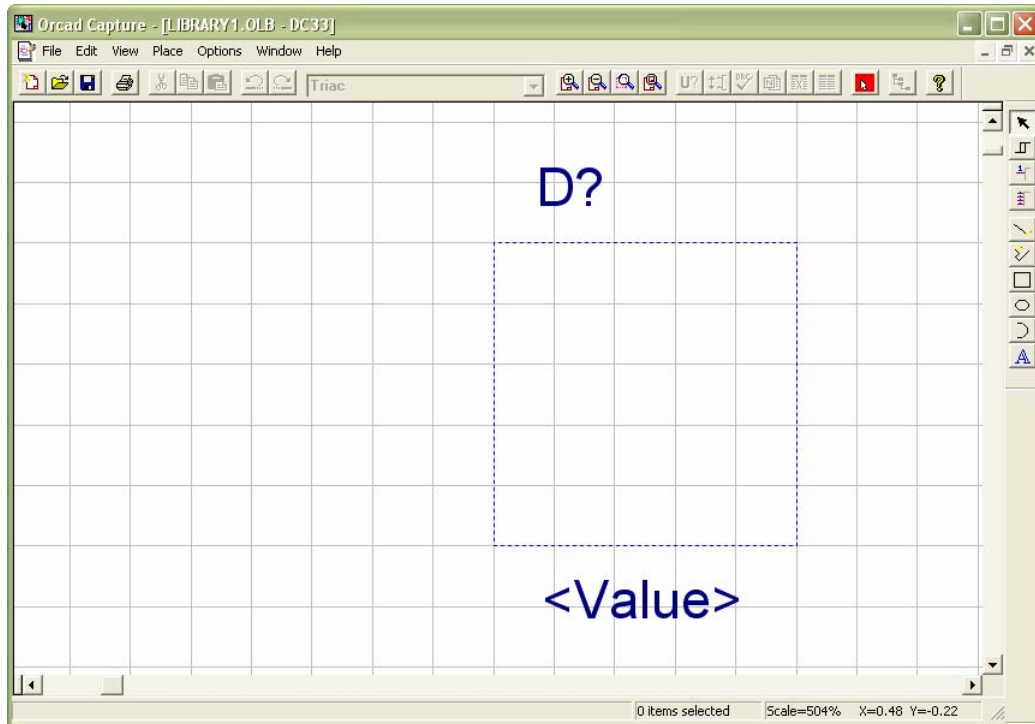 Orcad Capture - [LIBRARY1.OLB - DC33]
File Edit View Place Options Window Help
Triac U?
D?
<Value>
0 items selected Scale=504% X=0.48 Y=-0.22